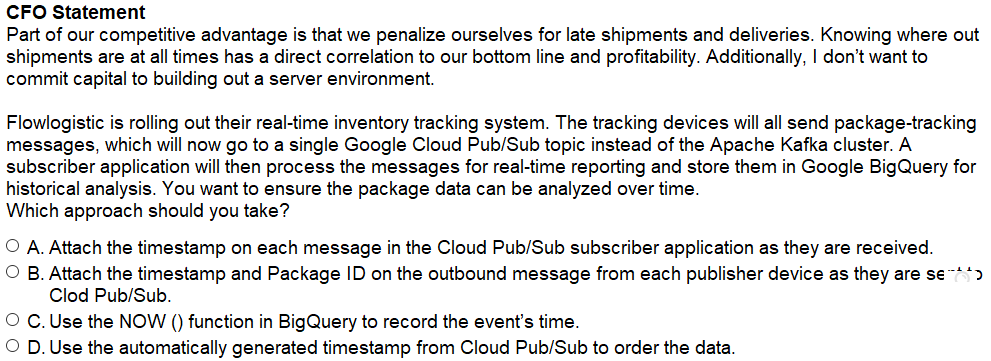 CFO Statement
Part of our competitive advantage is that we penalize ourselves for late shipments and deliveries. Knowing where out
shipments are at all times has a direct correlation to our bottom line and profitability. Additionally, I don't want to
commit capital to building out a server environment.
Flowlogistic is rolling out their real-time inventory tracking system. The tracking devices will all send package-tracking
messages, which will now go to a single Google Cloud Pub/Sub topic instead of the Apache Kafka cluster. A
subscriber application will then process the messages for real-time reporting and store them in Google BigQuery for
historical analysis. You want to ensure the package data can be analyzed over time.
Which approach should you take?
A. Attach the timestamp on each message in the Cloud Pub/Sub subscriber application as they are received.
B. Attach the timestamp and Package ID on the outbound message from each publisher device as they are
Clod Pub/Sub.
C. Use the NOW () function in BigQuery to record the event's time.
D. Use the automatically generated timestamp from Cloud Pub/Sub to order the data.